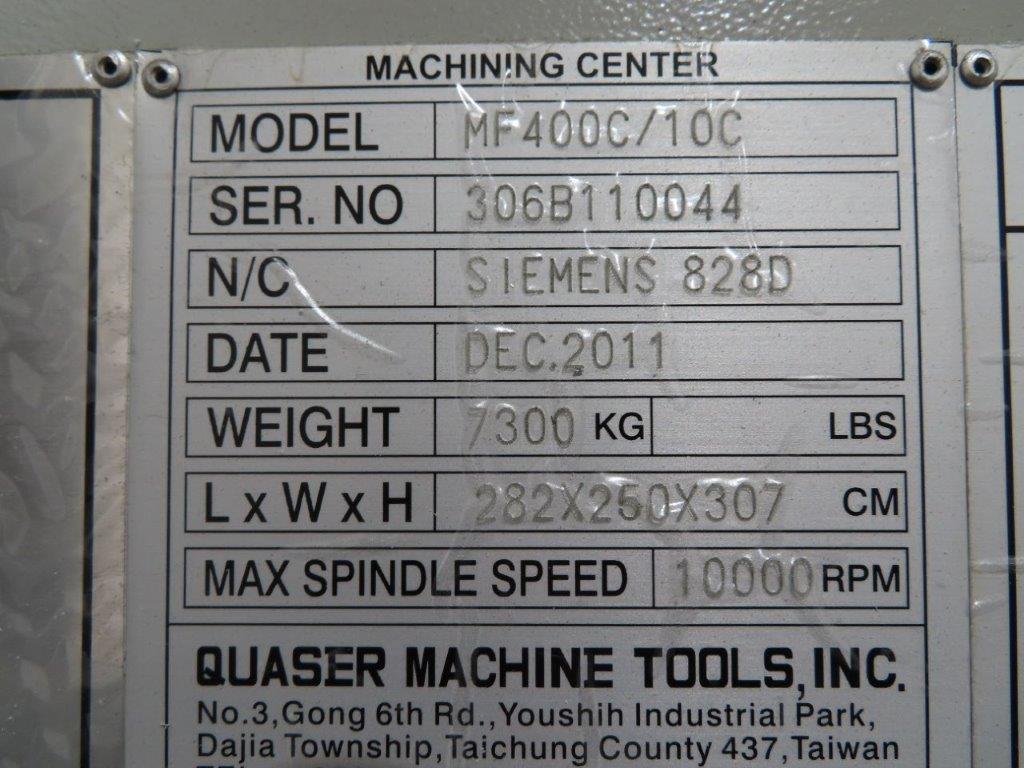 MACHINING CENTER
MODEL MF400C/10C
SER. NO 306B110044
N/C SIEMENS 828D
DATE DEC.2011
WEIGHT 7300 KG LBS
L x W x H 282X250X307 CM
MAX SPINDLE SPEED 10000 RPM
QUASER MACHINE TOOLS, INC.
No.3,Gong 6th Rd.,Youshih Industrial Park,
Dajia Township,Taichung County 437,Taiwan